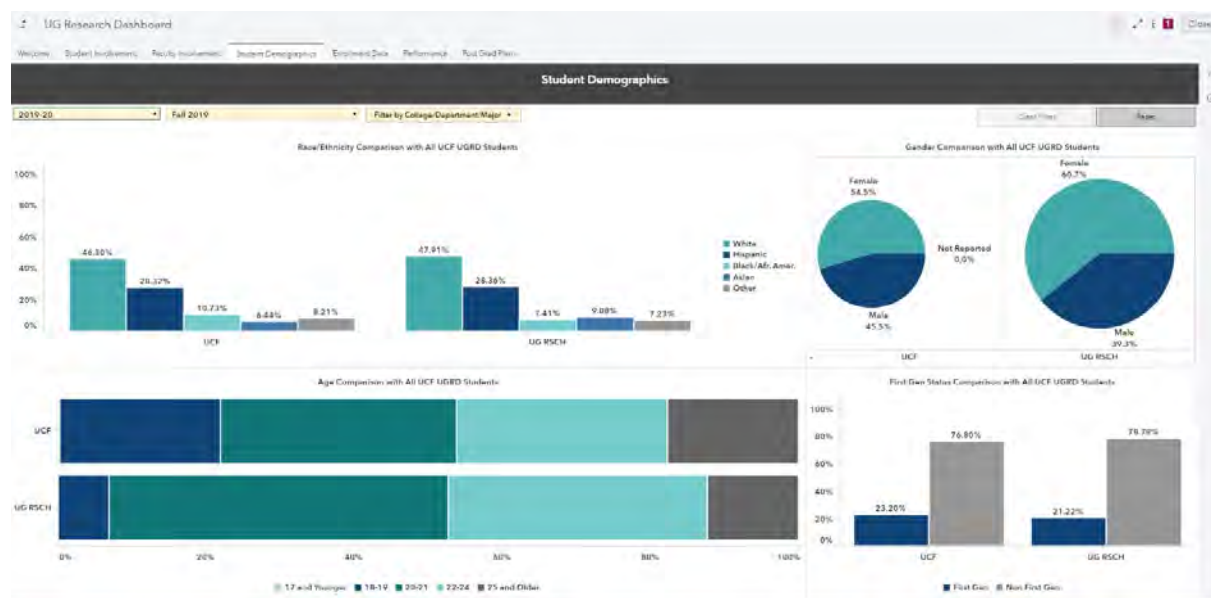 UG Research Dashboard
1
Close
Welcome Student Involvement Faculty Involvement Student Demographics Enrollment Data Performance Post Grad Plans
Student Demographics
2019-20 Fall 2019 Filter by College/Department/Major
Clear Filters Reset
Race/Ethnicity Comparison with All UCF UGRD Students
100%
80%
60%
40%
20%
0%
47.91%
28.36%
10.73%
8.21%
7.41%
9.08%
7.23%
UCF
UG RSCH
White
Hispanic
Black/Afr. Amer.
Asian
Other
Gender Comparison with All UCF UGRD Students
Female
54.5%
Not Reported
0.0%
Male
45.5%
Female
60.7%
Male
39.3%
UCF
UG RSCH
Age Comparison with All UCF UGRD Students
UCF
UG RSCH
0% 20% 40% 60% 80% 100%
17 and Younger 18-19 20-21 22-24 25 and Older
First Gen Status Comparison with All UCF UGRD Students
100%
80%
60%
40%
20%
0%
23.20%
76.80%
21.22%
78.78%
UCF
UG RSCH
First Gen Non First Gen